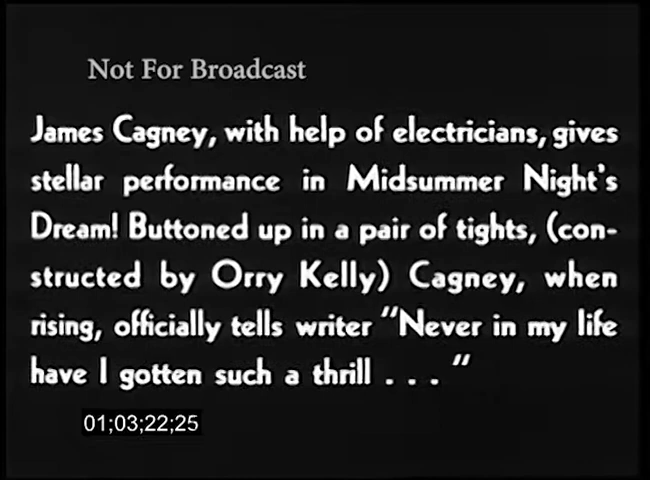 Not For Broadcast
James Cagney, with help of electricians, gives
stellar performance in Midsummer Night's
Dream! Buttoned up in a pair of tights, (con-
structed by Orry Kelly) Cagney, when
rising, officially tells writer "Never in my life
have I gotten such a thrill . . . "
01;03;22;25